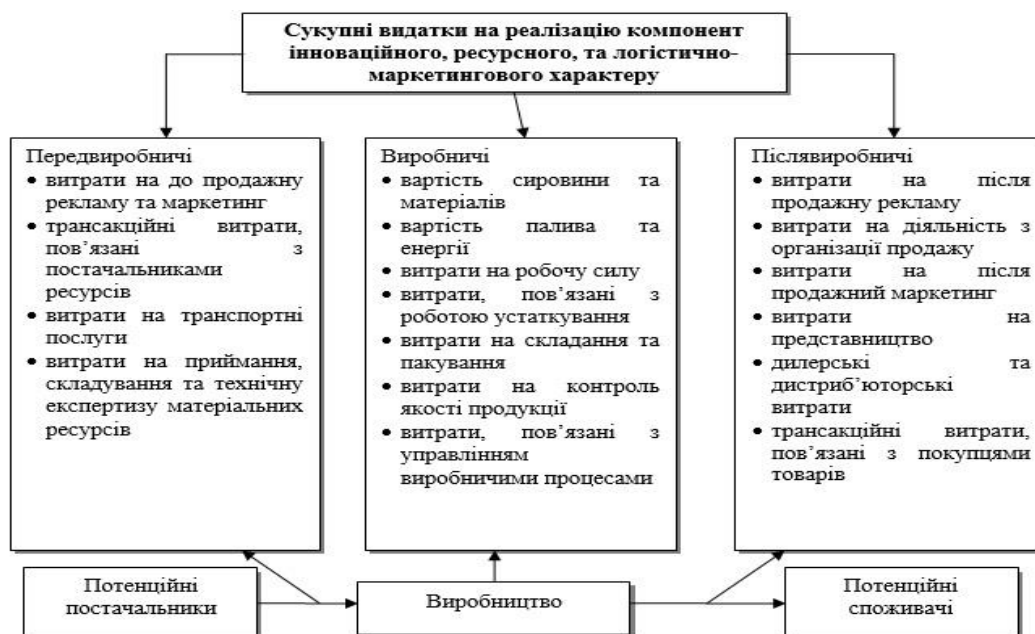 Сукупні видатки на реалізацію компонент
інноваційного, ресурсного, та логістично-
маркетингового характеру
Передвиробничі
• витрати на до продажну
рекламу та маркетинг
• трансакційні витрати,
пов’язані з
постачальниками
ресурсів
• витрати на транспортні
послуги
• витрати на приймання,
складування та технічну
експертизу матеріальних
ресурсів
Виробничі
• вартість сировини та
матеріалів
• вартість палива та
енергії
• витрати на робочу силу
• витрати, пов’язані з
роботою устаткування
• витрати на складання та
пакування
• витрати на контроль
якості продукції
• витрати, пов’язані з
управлінням
виробничими процесами
Післявиробничі
• витрати на після
продажну рекламу
• витрати на діяльність з
організації продажу
• витрати на після
продажний маркетинг
• витрати на
представництво
• дилерські та
дистриб’юторські
витрати
• трансакційні витрати,
пов’язані з покупцями
товарів
Потенційні
постачальники
Виробництво
Потенційні
споживачі